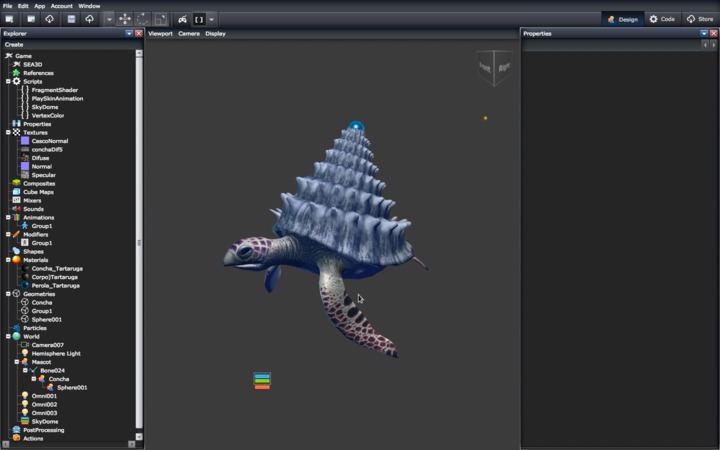 File Edit App Account Window
Design Code Store
Explorer
Viewport Camera Display
Properties
Create
Game
SEA3D
References
Scripts
FragmentShader
PlaySkinAnimation
SkyDome
VertexColor
Properties
Textures
CascoNormal
conchaDif5
Difuse
Normal
Specular
Composites
Cube Maps
Mixers
Sounds
Animations
Group1
Modifiers
Group1
Shapes
Materials
Concha_Tartaruga
Corpo)Tartaruga
Perola_Tartaruga
Geometries
Concha
Group1
Sphere001
Particles
World
Camera007
Hemisphere Light
Mascot
Bone024
Concha
Sphere001
Omni001
Omni002
Omni003
SkyDome
PostProcessing
Actions